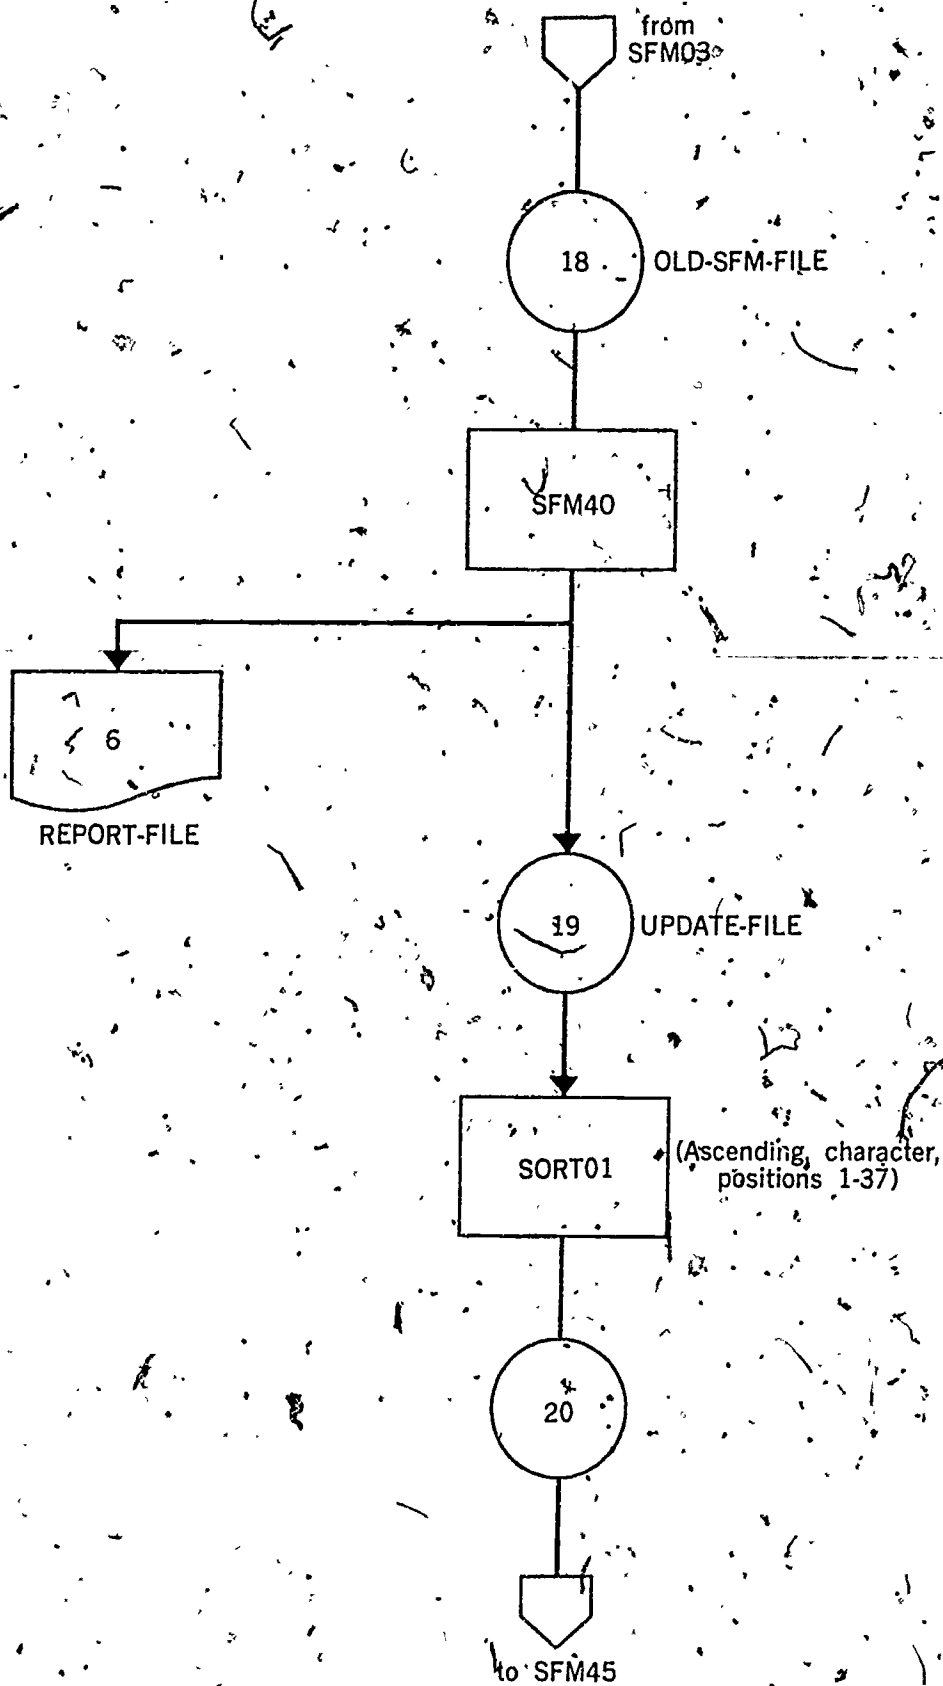 from
SFM03
18
OLD-SFM-FILE
SFM40
6
REPORT-FILE
19
UPDATE-FILE
SORT01
(Ascending, character,
positions 1-37)
20
to SFM45